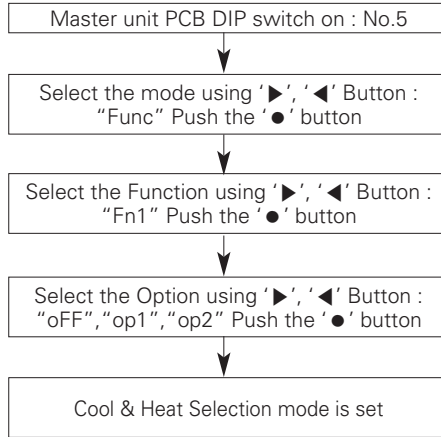 Master unit PCB DIP switch on : No.5
Select the mode using ‘▶’, ‘◀’ Button :
“Func” Push the ‘●’ button
Select the Function using ‘▶’, ‘◀’ Button :
“Fn1” Push the ‘●’ button
Select the Option using ‘▶’, ‘◀’ Button :
“oFF”,“op1”,“op2” Push the ‘●’ button
Cool & Heat Selection mode is set